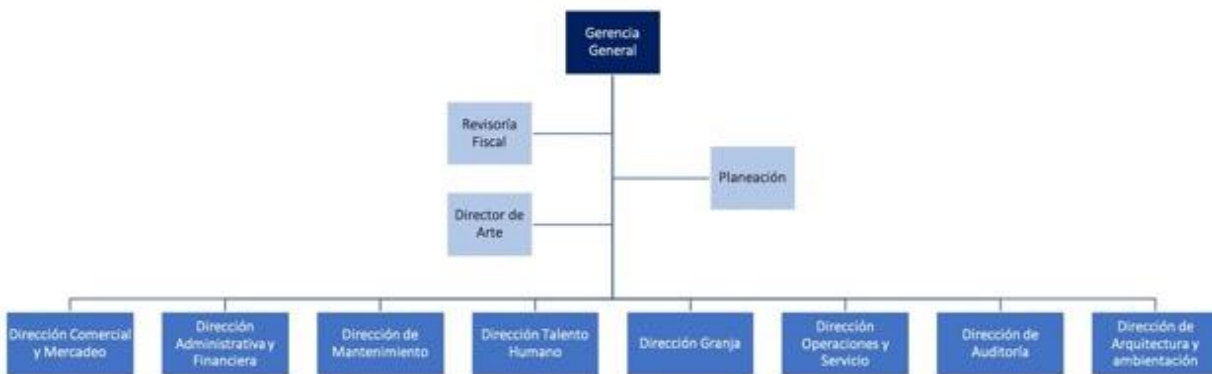 Gerencia
General
Revisoría
Fiscal
Planeación
Director de
Arte
Dirección Comercial
y Mercadeo
Dirección
Administrativa y
Financiera
Dirección de
Mantenimiento
Dirección Talento
Humano
Dirección Granja
Dirección
Operaciones y
Servicio
Dirección de
Auditoría
Dirección de
Arquitectura y
ambientación